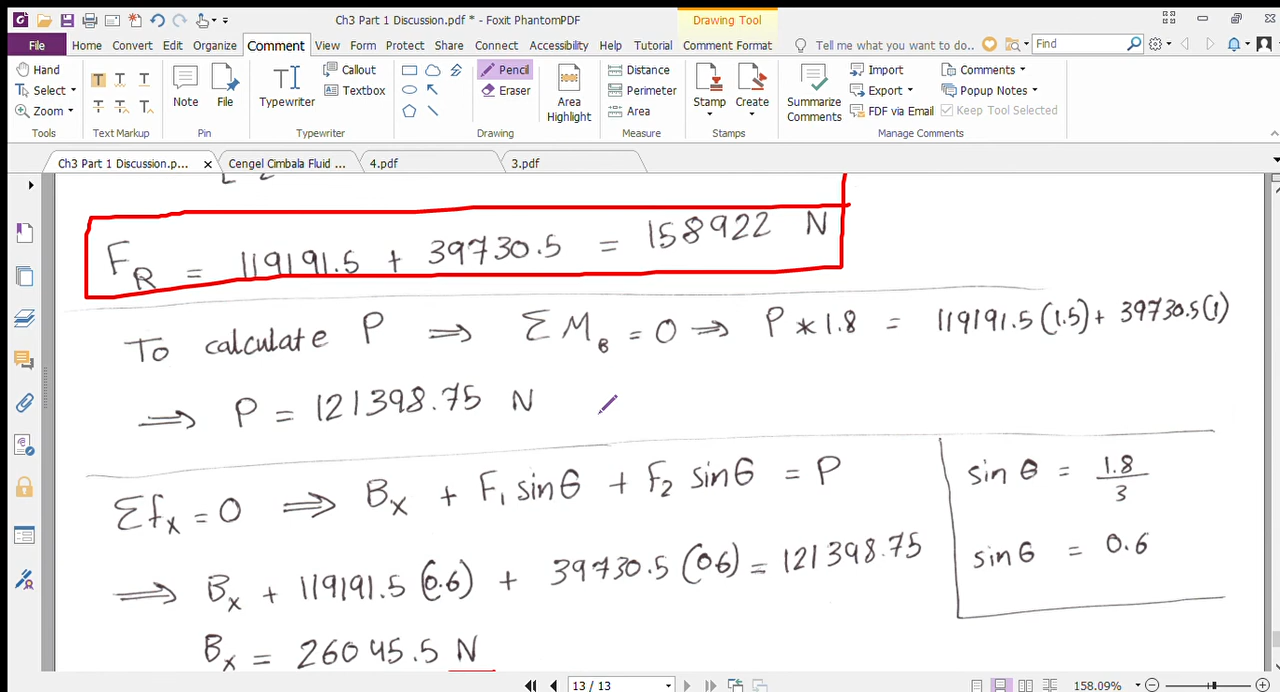 Ch3 Part 1 Discussion.pdf * - Foxit PhantomPDF
Drawing Tool
File Home Convert Edit Organize Comment View Form Protect Share Connect Accessibility Help Tutorial Comment Format Tell me what you want to do.. Find
Hand
Select
Zoom
Tools
Text Markup
Note
File
Pin
Typewriter
Callout
Textbox
Typewriter
Pencil
Eraser
Drawing
Area Highlight
Distance
Perimeter
Area
Measure
Stamp
Create
Stamps
Summarize Comments
Import
Export
FDF via Email
Comments
Popup Notes
Keep Tool Selected
Manage Comments
Ch3 Part 1 Discussion.p... × Cengel Cimbala Fluid ... 4.pdf 3.pdf
F_R = 119191.5 + 39730.5 = 158922 N
To calculate P ⟹ ΣM_B = 0 ⟹ P * 1.8 = 119191.5 (1.5) + 39730.5 (1)
⟹ P = 121398.75 N
Σf_x = 0 ⟹ B_x + F_1 sinθ + F_2 sinθ = P
⟹ B_x + 119191.5 (0.6) + 39730.5 (0.6) = 121398.75
B_x = 26045.5 N
sin θ = 1.8/3
sinθ = 0.6
13 / 13
158.09%